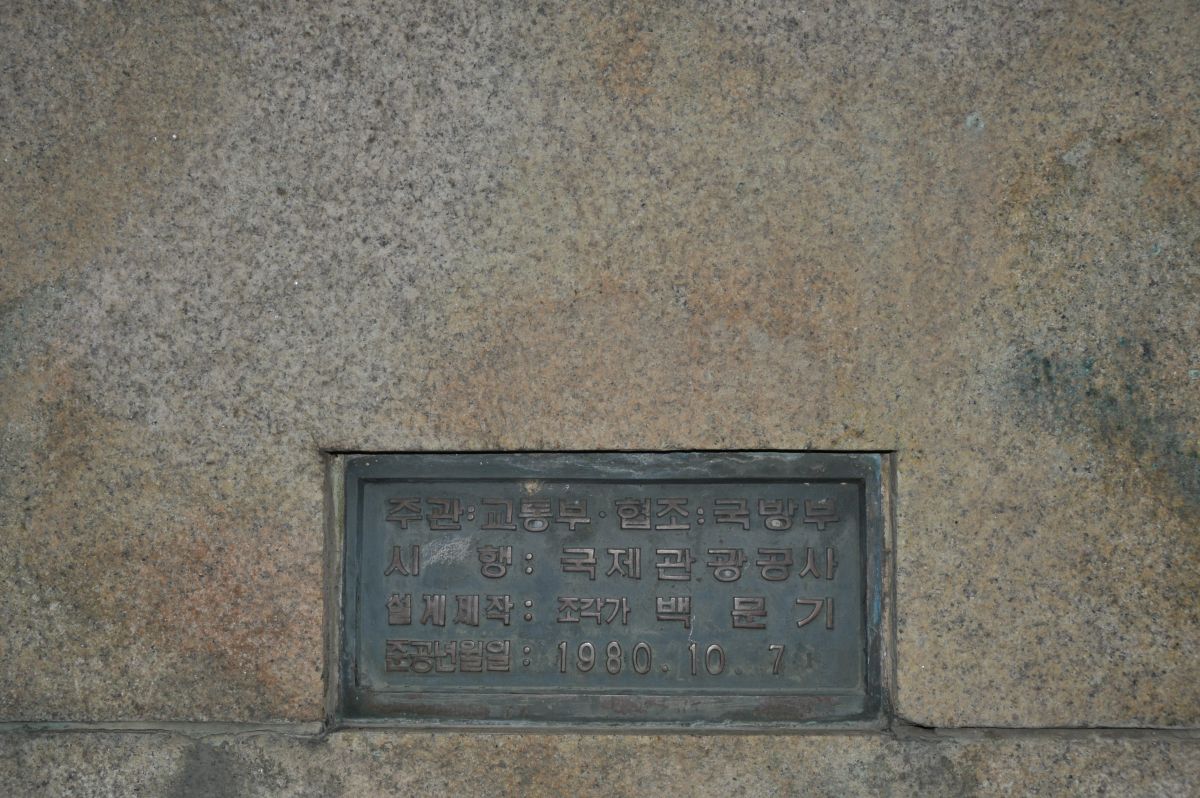 주관:교통부·협조:국방부
시 행: 국제관광공사
설계제작: 조각가 백 문 기
준공년월일: 1980. 10. 7